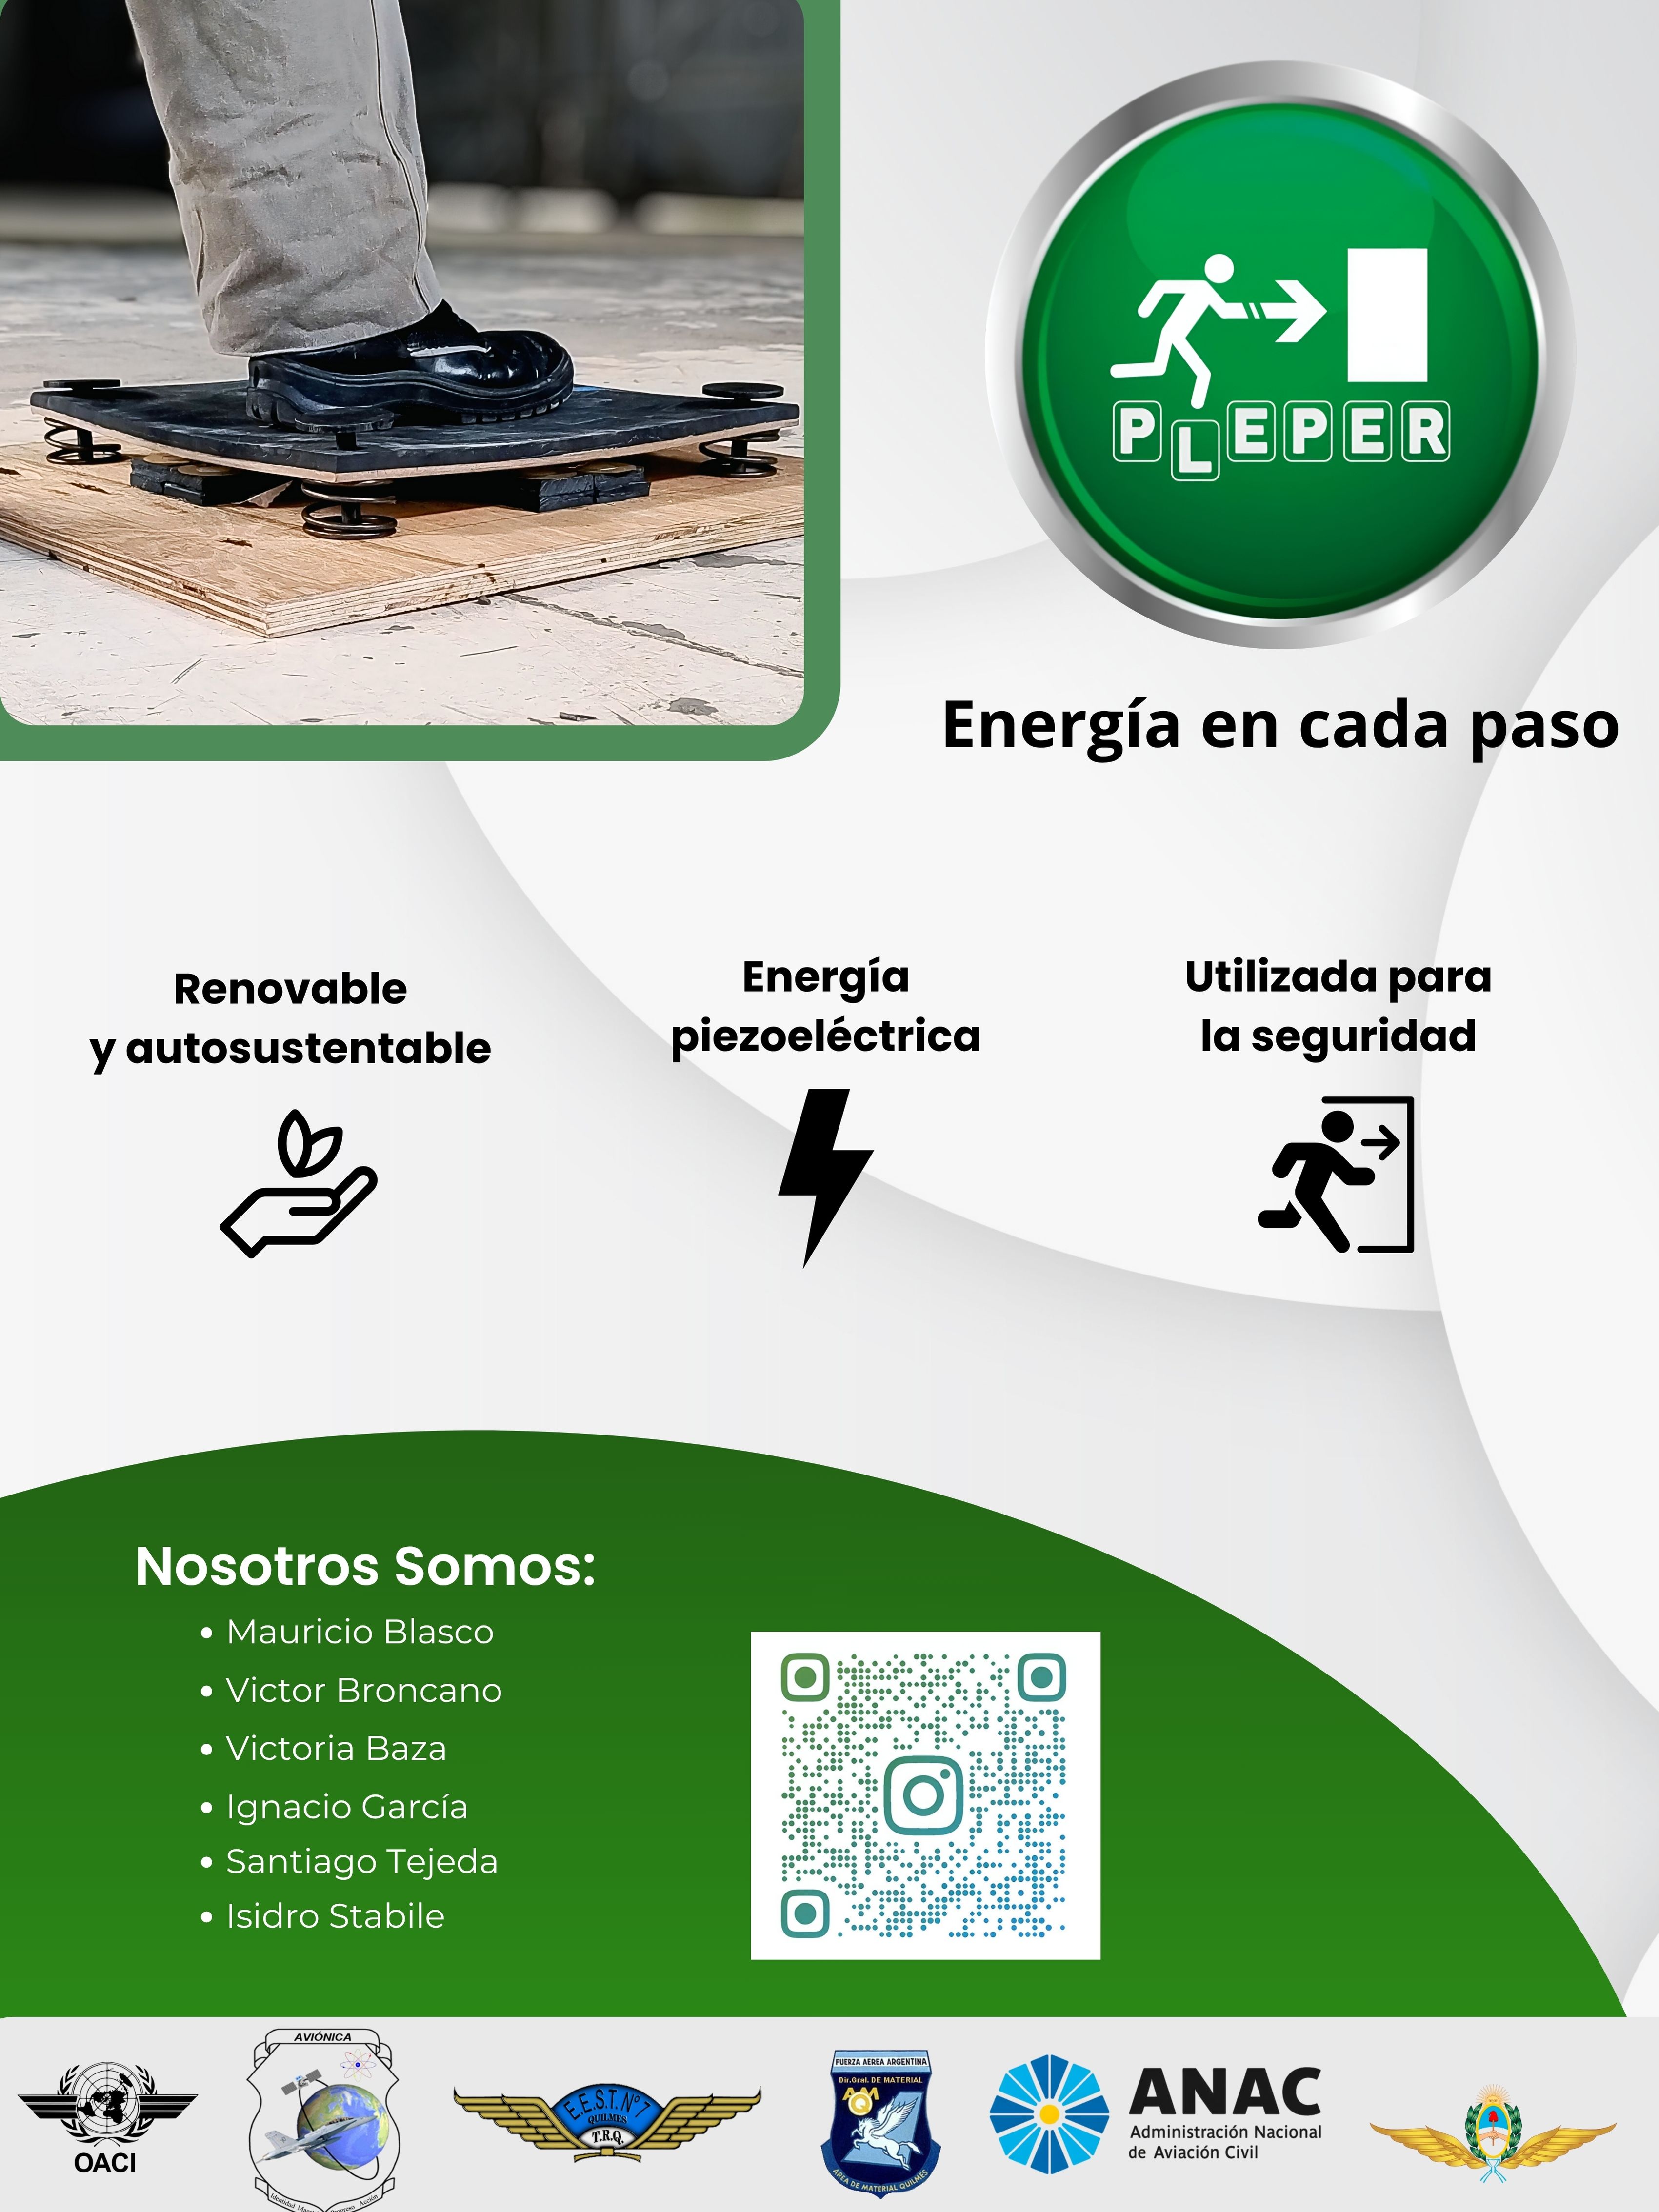 PLEPER
Energía en cada paso
Renovable
y autosustentable
Energía
piezoeléctrica
Utilizada para
la seguridad
Nosotros Somos:
• Mauricio Blasco
• Victor Broncano
• Victoria Baza
• Ignacio García
• Santiago Tejeda
• Isidro Stabile
OACI
AVIÓNICA
E.E.S.T. Nº 7
QUILMES
T.R.Q.
FUERZA AEREA ARGENTINA
Dir.Gral. DE MATERIAL
AMQ
AREA DE MATERIAL QUILMES
ANAC
Administración Nacional
de Aviación Civil